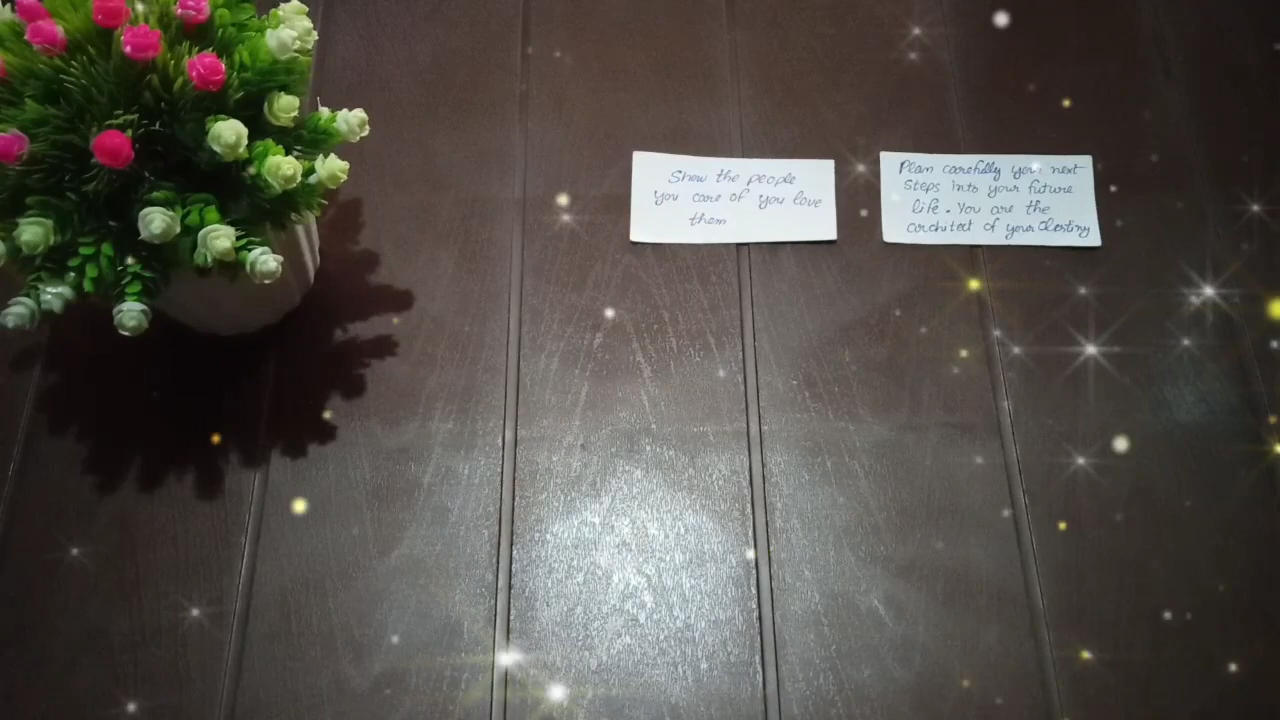 Show the people
you care of you love
them
Plan carefully your next
steps into your future
life. You are the
architect of your Destiny